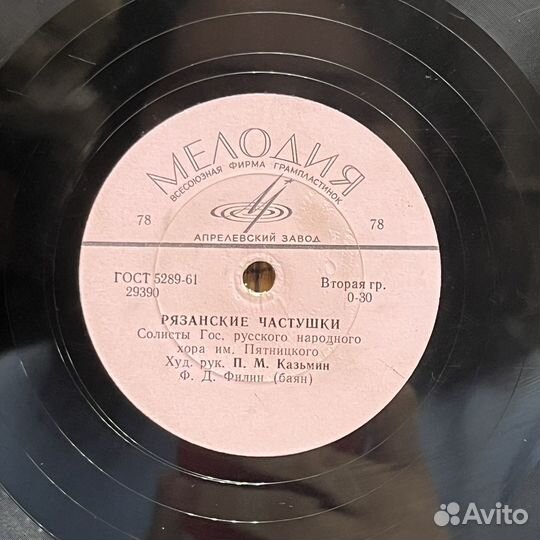 МЕЛОДИЯ
ВСЕСОЮЗНАЯ ФИРМА ГРАМПЛАСТИНОК
78 78
АПРЕЛЕВСКИЙ ЗАВОД
ГОСТ 5289-61 Вторая гр.
29390 0-30
РЯЗАНСКИЕ ЧАСТУШКИ
Солисты Гос. русского народного
хора им. Пятницкого
Худ. рук. П. М. Казьмин
Ф. Д. Филин (баян)
Avito